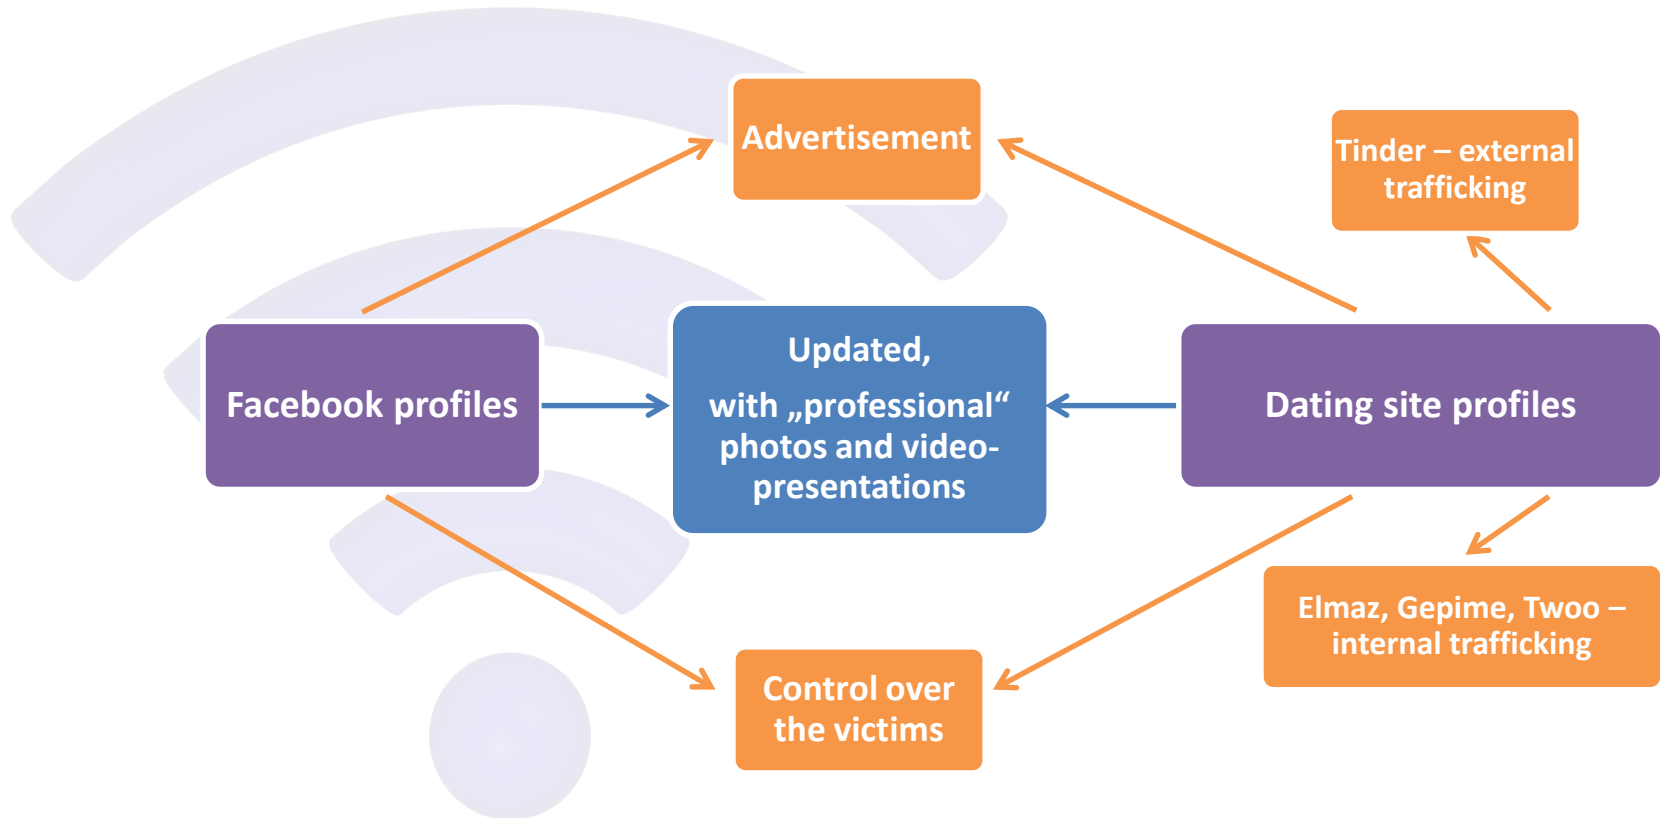 Advertisement
Tinder – external
trafficking
Facebook profiles
Updated,
with „professional“
photos and video-
presentations
Dating site profiles
Elmaz, Gepime, Twoo –
internal trafficking
Control over
the victims